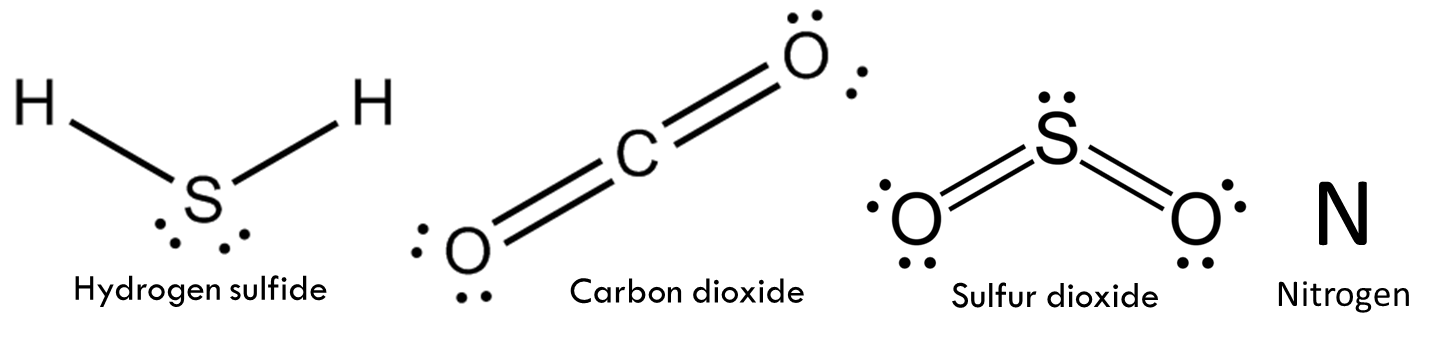 H H S
Hydrogen sulfide
O C O
Carbon dioxide
S O O
Sulfur dioxide
N
Nitrogen